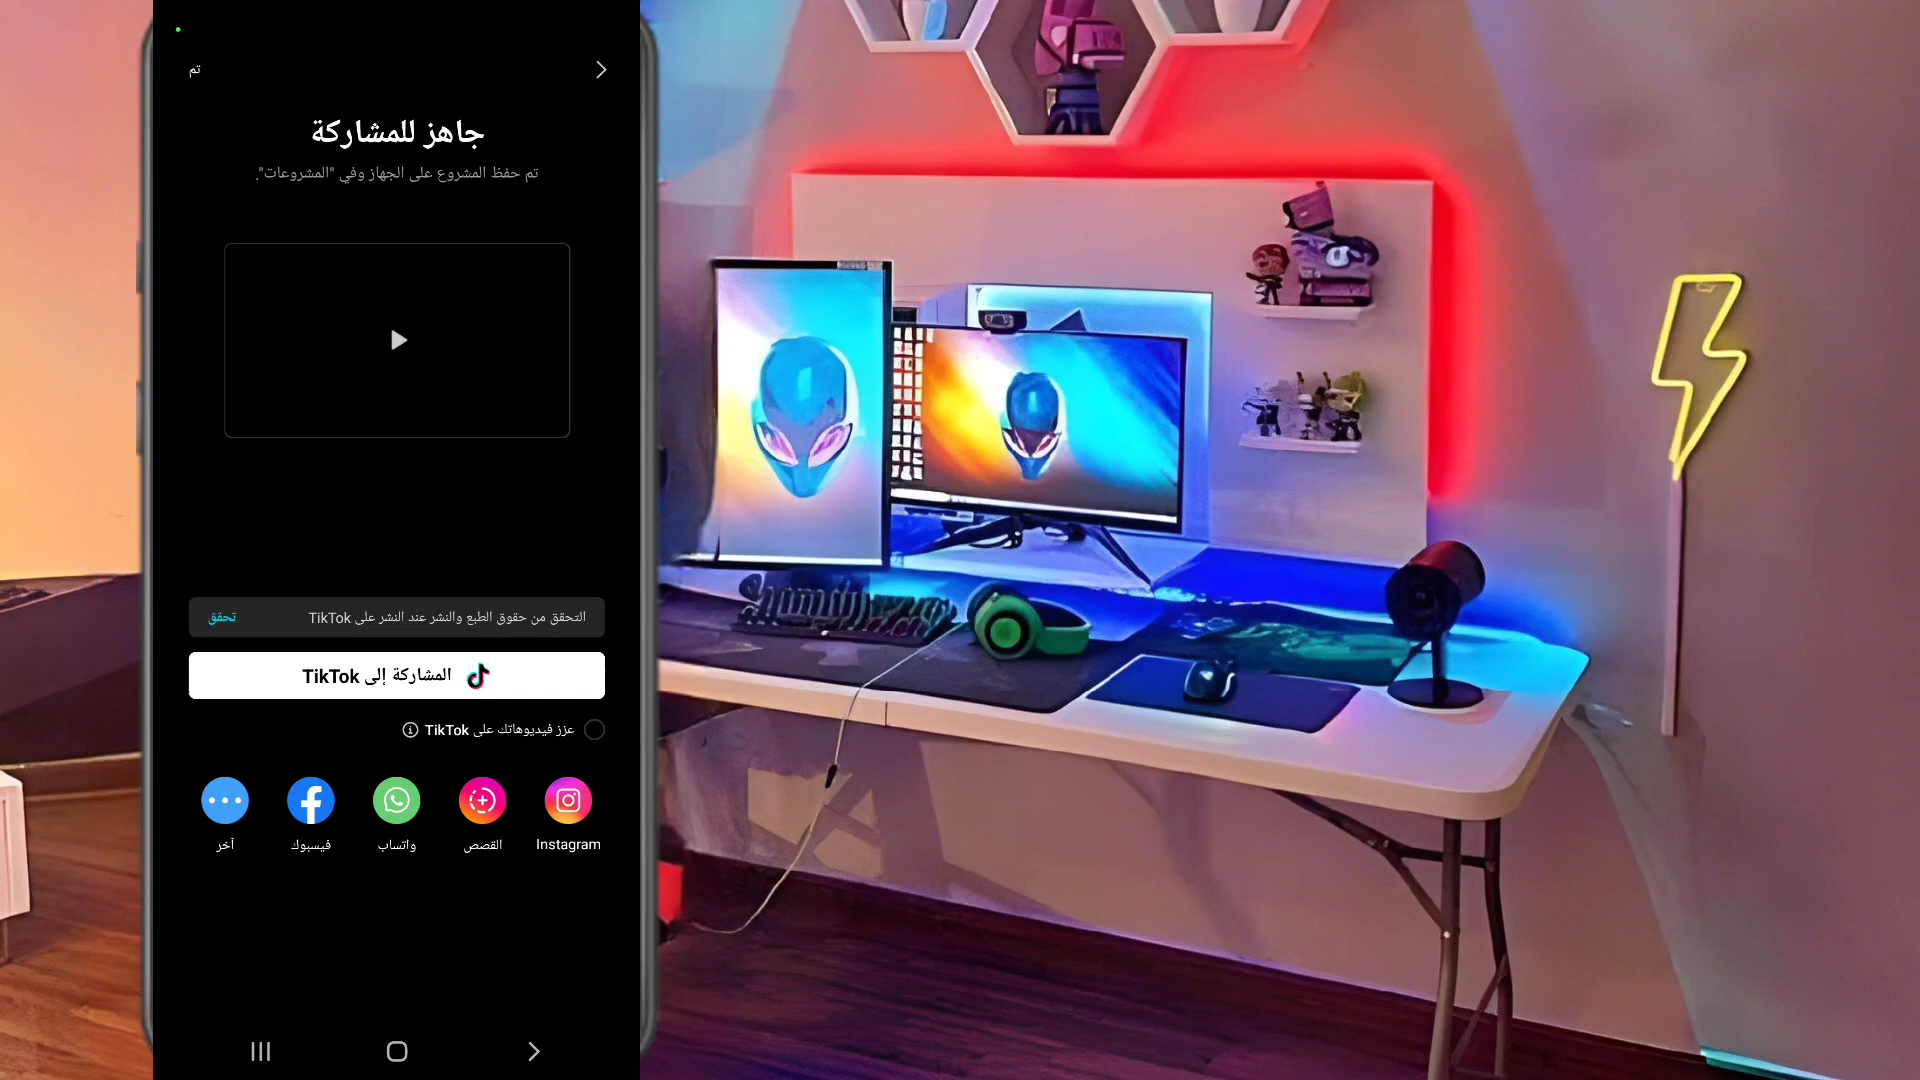 تم
جاهز للمشاركة
تم حفظ المشروع على الجهاز وفي "المشروعات".
التحقق من حقوق الطبع والنشر عند النشر على TikTok تحقق
المشاركة إلى TikTok
عزز فيديوهاتك على TikTok
Instagram القصص واتساب فيسبوك آخر